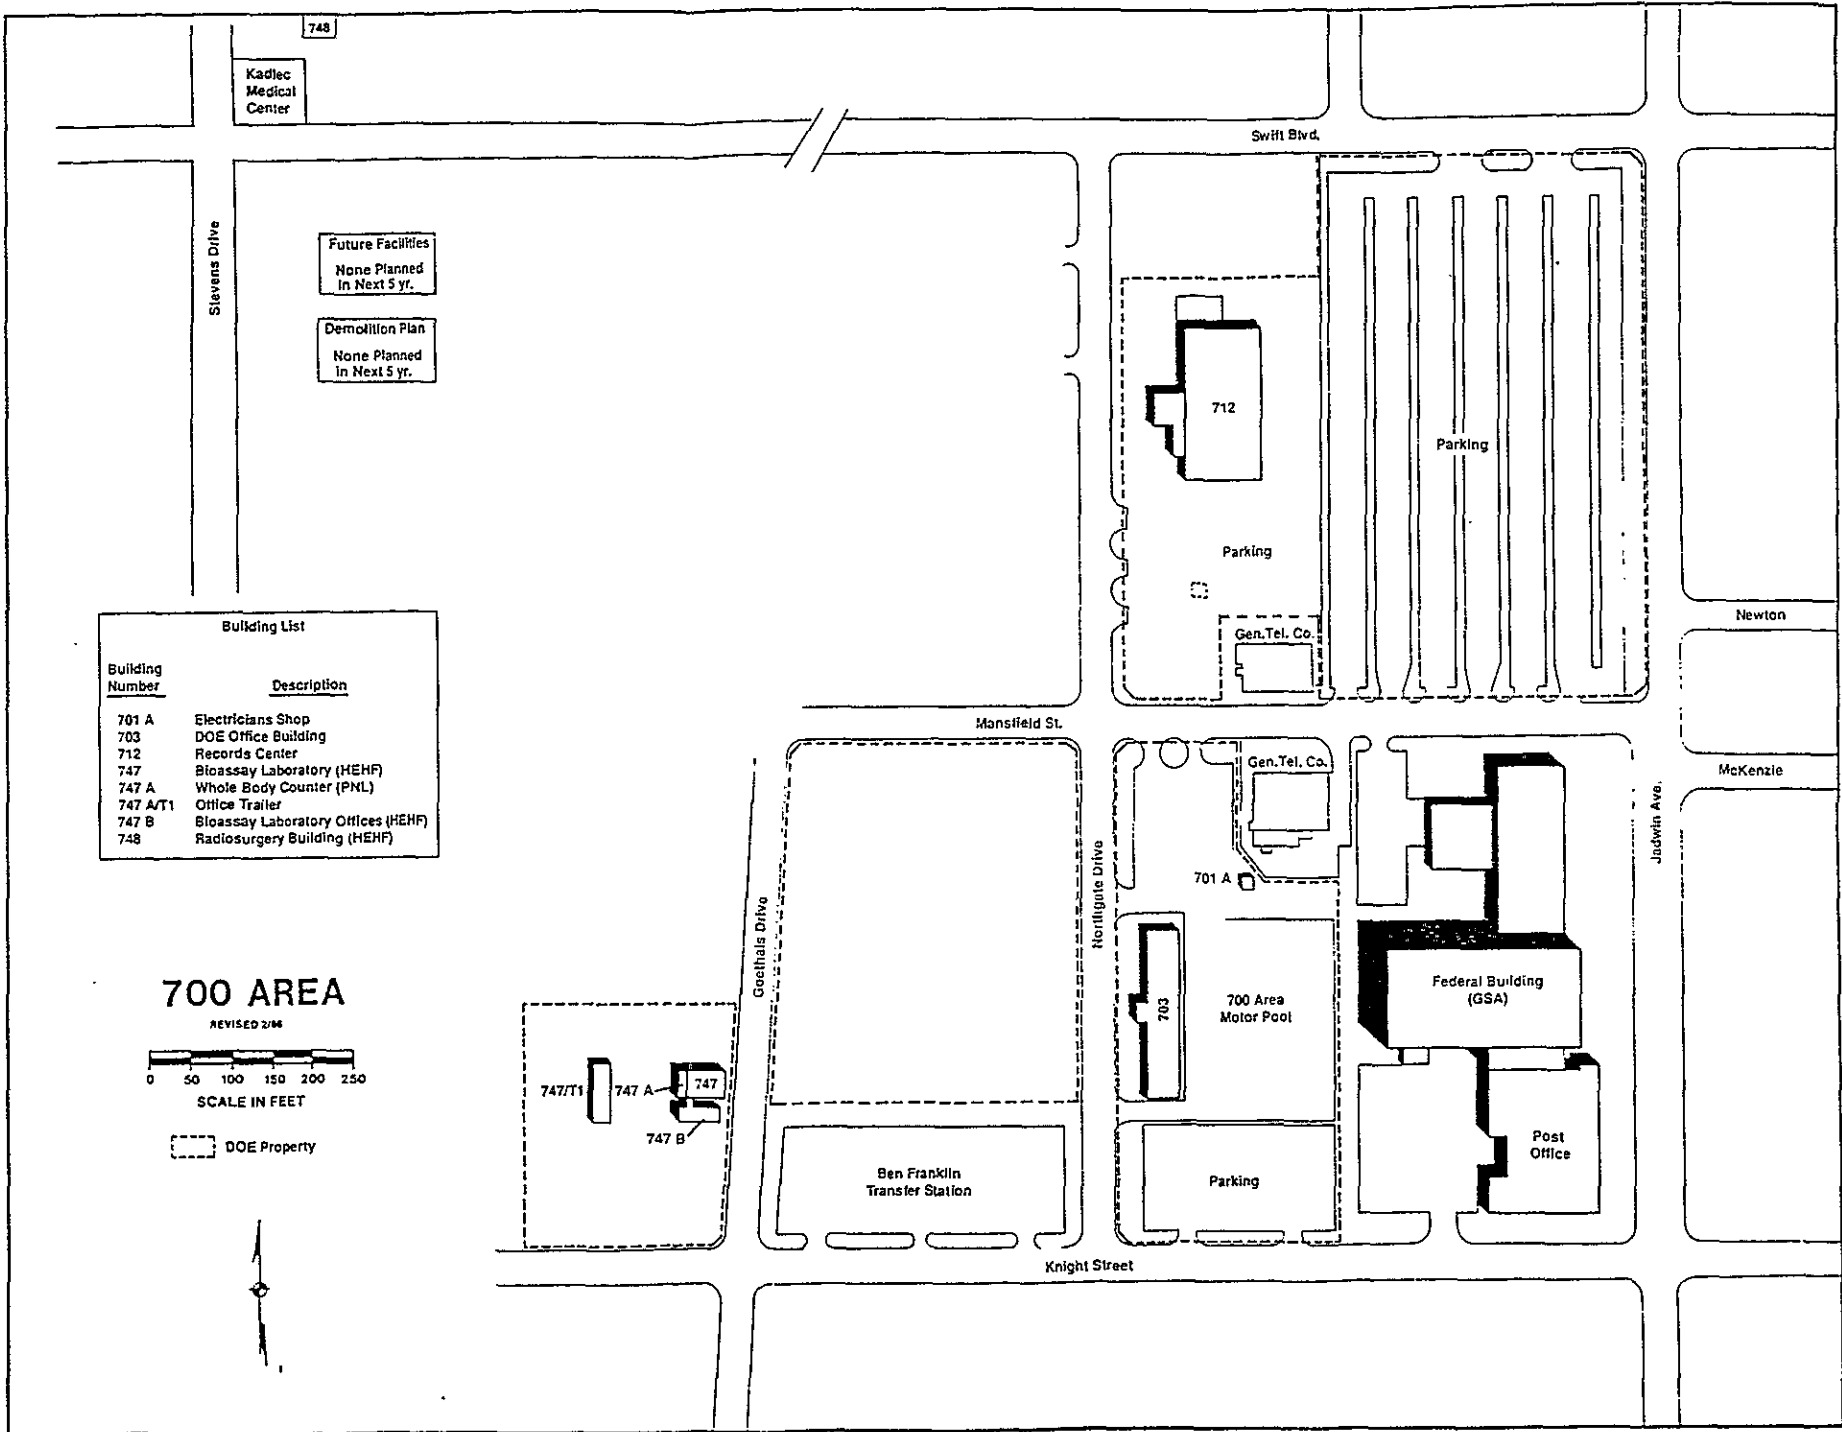 748
Kadlec
Medical
Center
Swift Blvd.
Stevens Drive
Future Facilities
None Planned
In Next 5 yr.
Demolition Plan
None Planned
in Next 5 yr.
712
Parking
Parking
Gen.Tel. Co.
Newton
Building List
Building
Number Description
701 A Electricians Shop
703 DOE Office Building
712 Records Center
747 Bioassay Laboratory (HEHF)
747 A Whole Body Counter (PNL)
747 A/T1 Office Trailer
747 B Bioassay Laboratory Offices (HEHF)
748 Radiosurgery Building (HEHF)
Mansfield St.
Gen.Tel. Co.
McKenzie
Jadwin Ave.
Northgate Drive
701 A
Goethals Drive
703
700 Area
Motor Pool
Federal Building
(GSA)
700 AREA
REVISED 2/86
0 50 100 150 200 250
SCALE IN FEET
DOE Property
747/T1
747 A
747
747 B
Ben Franklin
Transfer Station
Parking
Post
Office
Knight Street